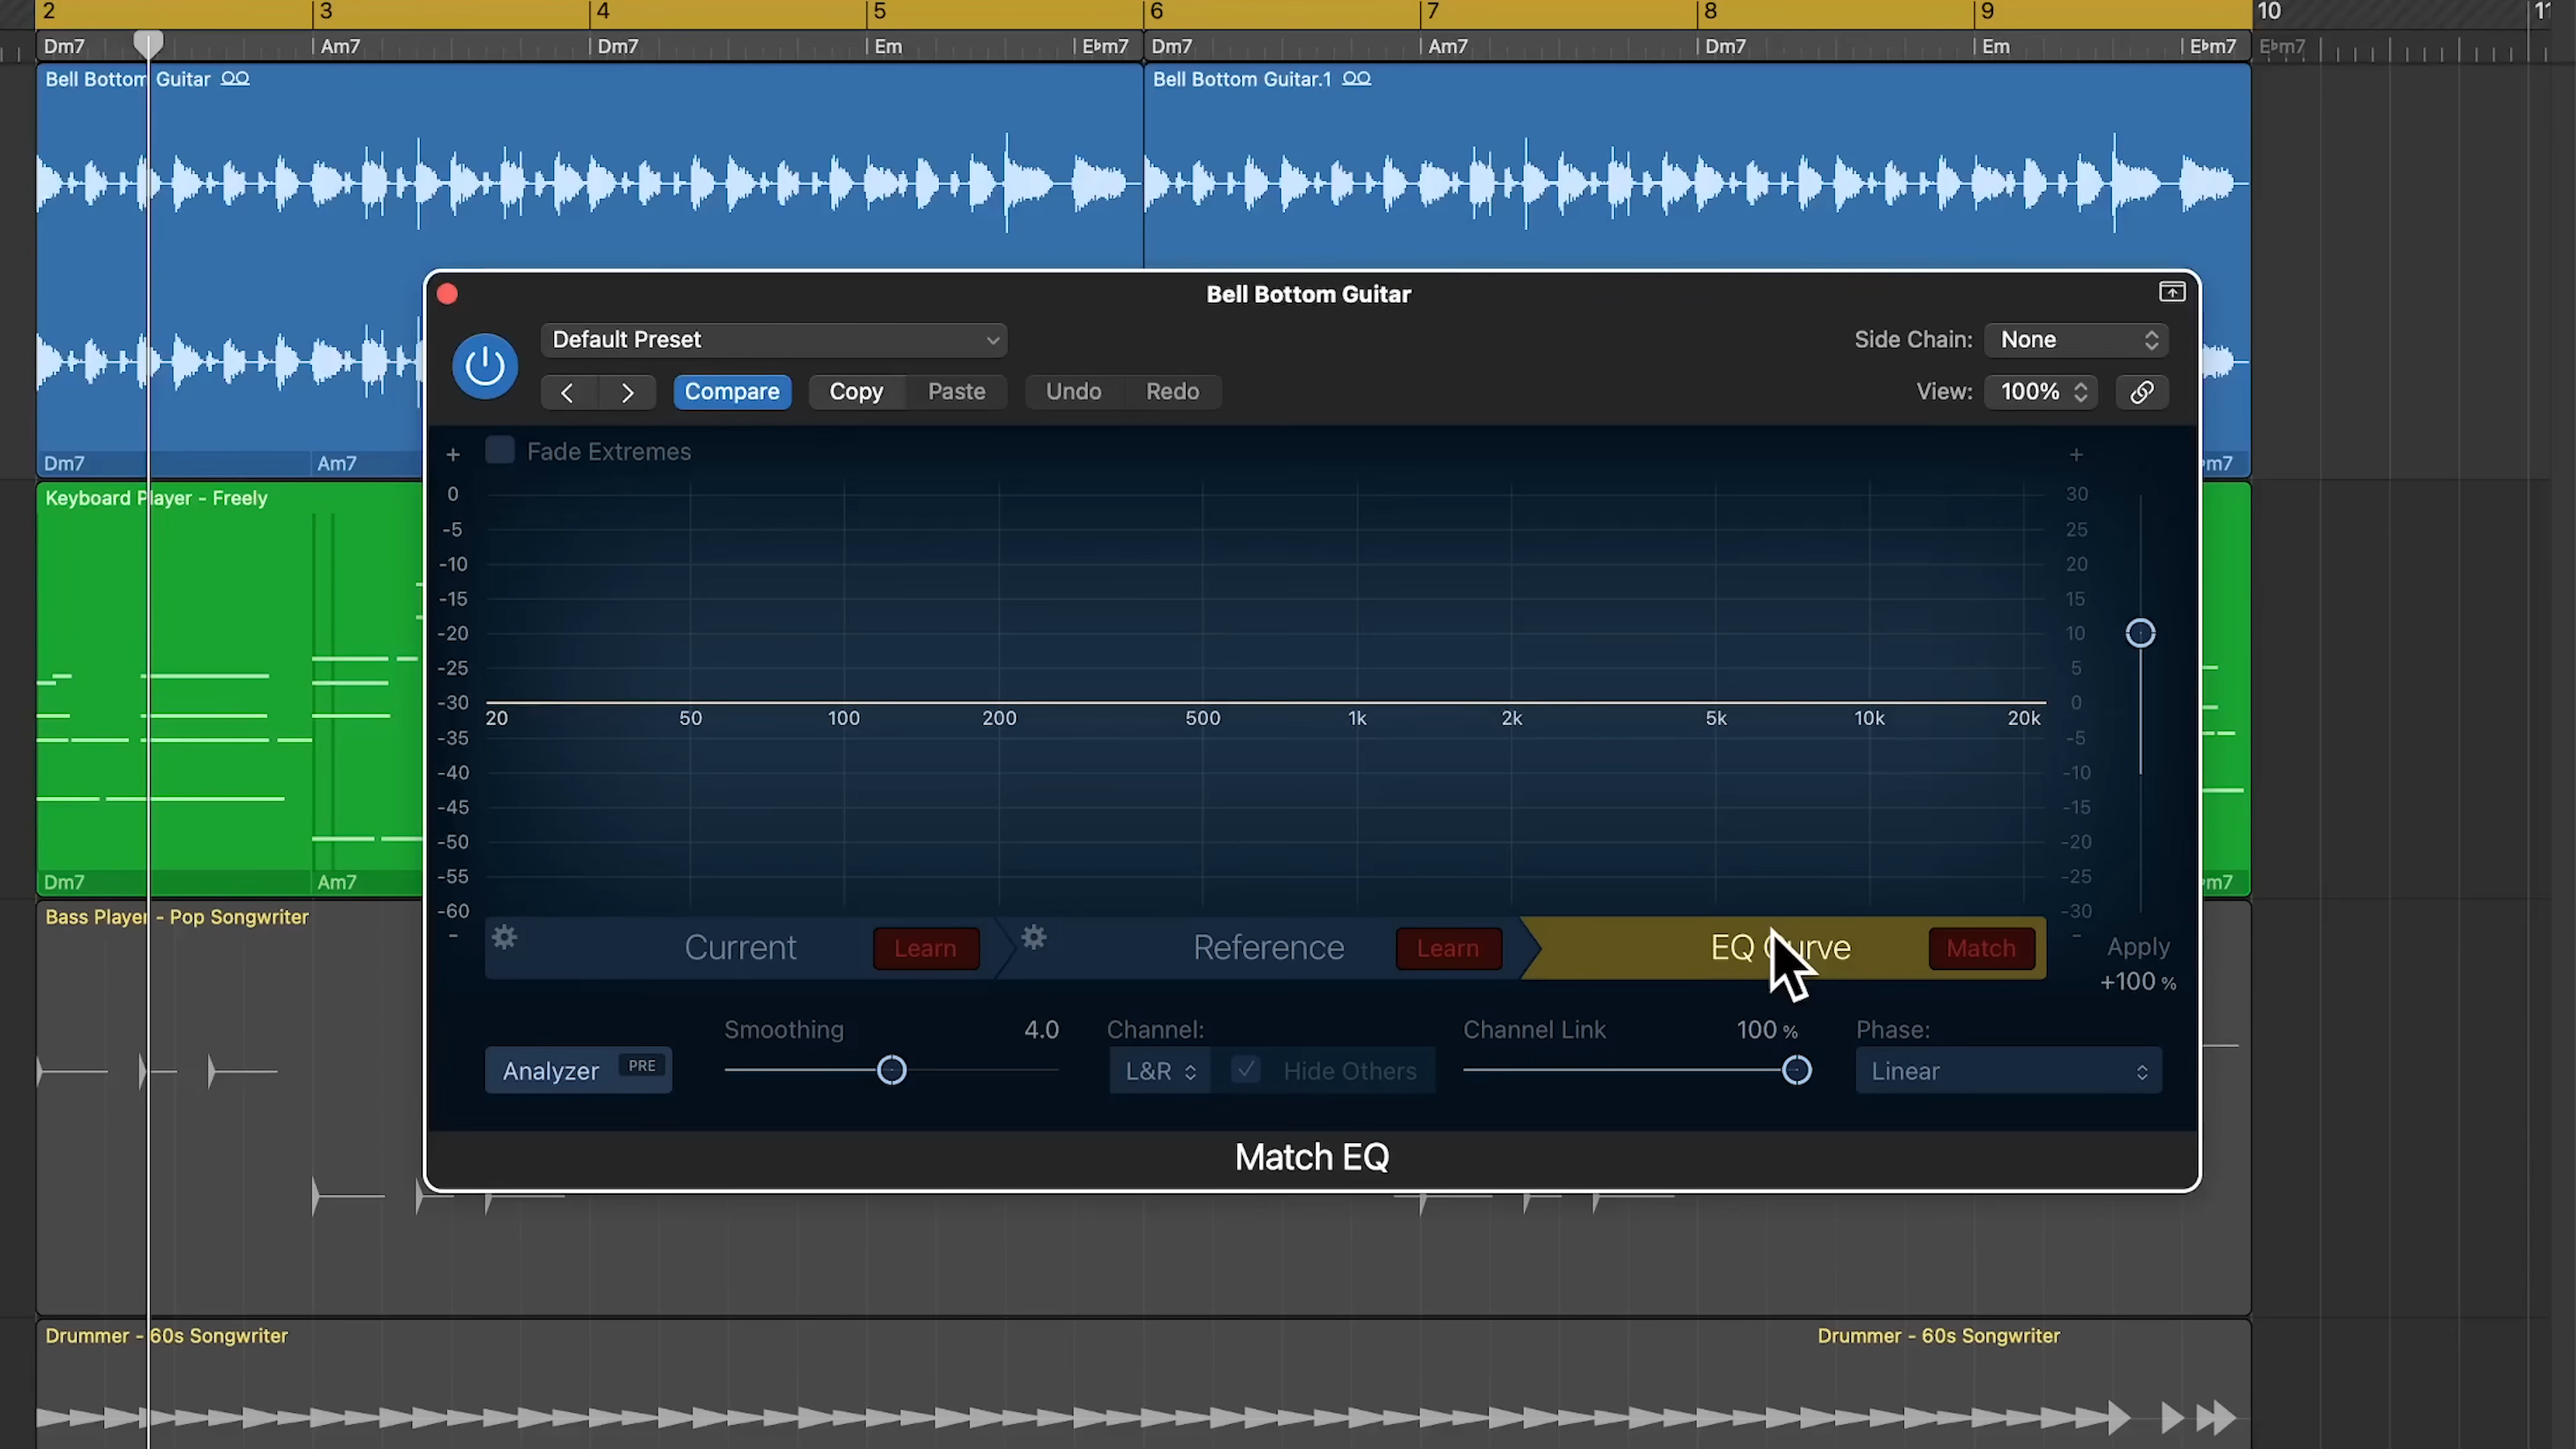 2 3 4 5 6 7 8 9 10 11
Dm7 Am7 Dm7 Em E♭m7 Dm7 Am7 Dm7 Em E♭m7 E♭m7
Bell Bottom Guitar Bell Bottom Guitar.1
Bell Bottom Guitar
Default Preset Side Chain: None
Compare Copy Paste Undo Redo View: 100%
Dm7 Am7 m7
+ Fade Extremes +
Keyboard Player - Freely
0 30
-5 25
-10 20
-15 15
-20 10
-25 5
-30 0
20 50 100 200 500 1k 2k 5k 10k 20k
-35 -5
-40 -10
-45 -15
-50 -20
-55 -25
Dm7 Am7 m7
-60 -30
Bass Player - Pop Songwriter
- -
Current Learn Reference Learn EQ Curve Match Apply
+100 %
Smoothing 4.0 Channel: Channel Link 100 % Phase:
Analyzer PRE L&R Hide Others Linear
Match EQ
Drummer - 60s Songwriter Drummer - 60s Songwriter